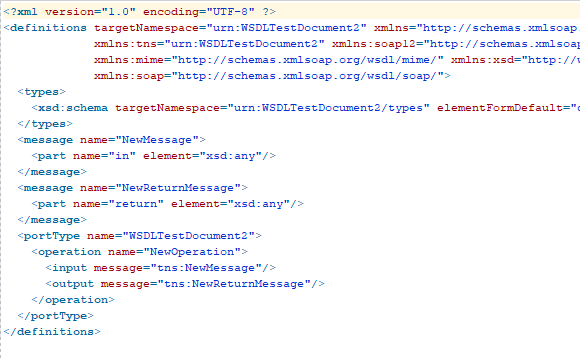 <?xml version="1.0" encoding="UTF-8" ?>
<definitions targetNamespace="urn:WSDLTestDocument2" xmlns="http://schemas.xmlsoap.
xmlns:tns="urn:WSDLTestDocument2" xmlns:soap12="http://schemas.xmlsoap
xmlns:mime="http://schemas.xmlsoap.org/wsdl/mime/" xmlns:xsd="http://w
xmlns:soap="http://schemas.xmlsoap.org/wsdl/soap/">
<types>
<xsd:schema targetNamespace="urn:WSDLTestDocument2/types" elementFormDefault="
</types>
<message name="NewMessage">
<part name="in" element="xsd:any"/>
</message>
<message name="NewReturnMessage">
<part name="return" element="xsd:any"/>
</message>
<portType name="WSDLTestDocument2">
<operation name="NewOperation">
<input message="tns:NewMessage"/>
<output message="tns:NewReturnMessage"/>
</operation>
</portType>
</definitions>